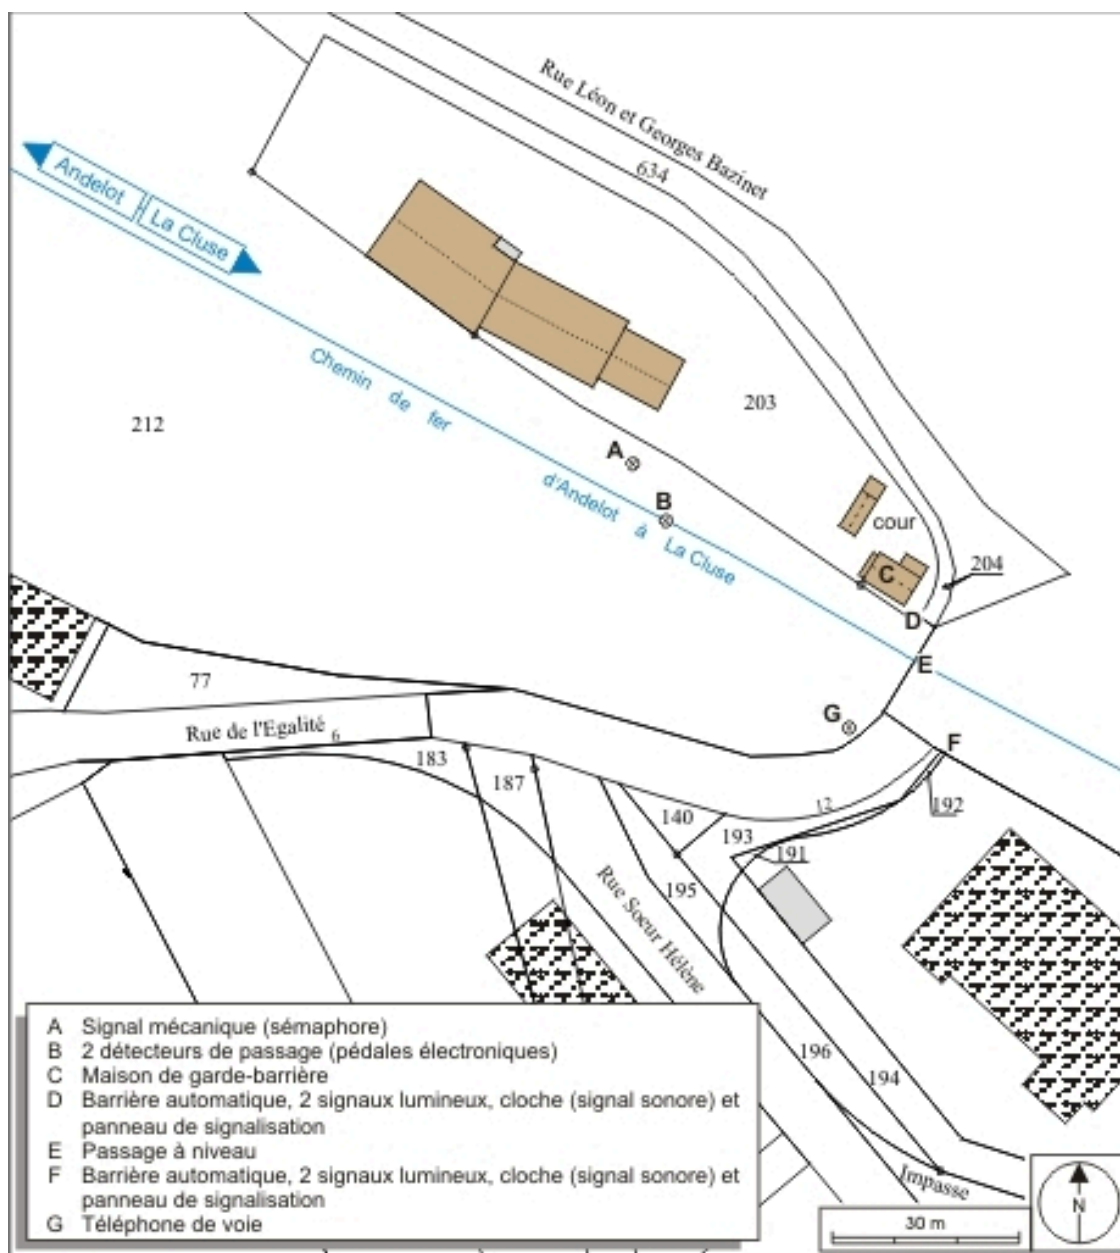 Rue Léon et Georges Bazinet
634
Andelot
La Cluse
Chemin de fer d'Andelot à La Cluse
212
203
A
B
cour
C
204
D
E
77
G
Rue de l'Egalité
6
F
183
187
12
192
140
193
191
195
Rue Sœur Hélène
196
194
Impasse
A Signal mécanique (sémaphore)
B 2 détecteurs de passage (pédales électroniques)
C Maison de garde-barrière
D Barrière automatique, 2 signaux lumineux, cloche (signal sonore) et
panneau de signalisation
E Passage à niveau
F Barrière automatique, 2 signaux lumineux, cloche (signal sonore) et
panneau de signalisation
G Téléphone de voie
30 m
N